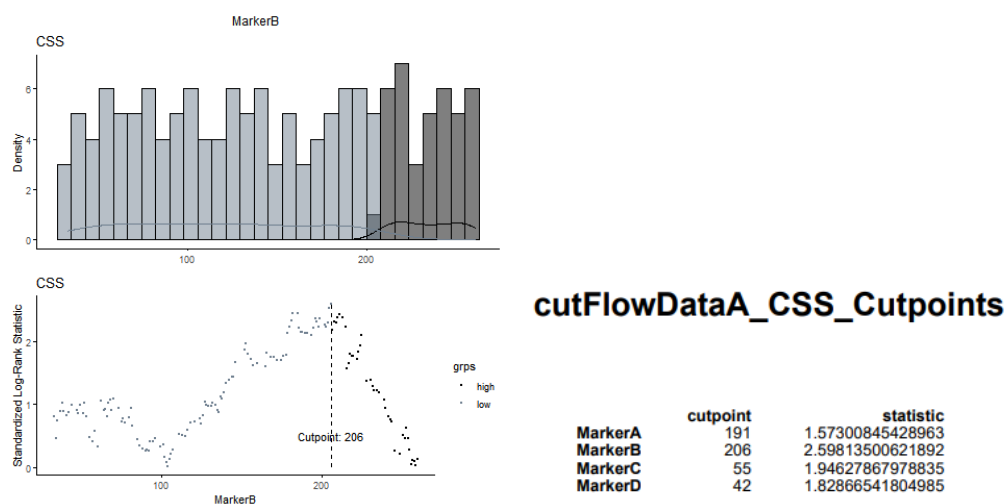 MarkerB
CSS
Density
6
4
2
0
100
200
CSS
Standardized Log-Rank Statistic
2
1
0
Cutpoint: 206
100
200
MarkerB
grps
high
low
cutFlowDataA_CSS_Cutpoints
cutpoint statistic
MarkerA 191 1.57300845428963
MarkerB 206 2.59813500621892
MarkerC 55 1.94627867978835
MarkerD 42 1.82866541804985